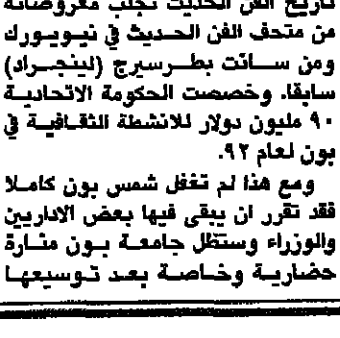 تاريخ الفن الحديث تجلب معروضاته
من متحف الفن الحديث في نيويورك
ومن سانت بطرسبرج (لينجراد)
سابقا. وخصصت الحكومة الاتحادية
٩٠ مليون دولار للانشطة الثقافية في
بون لعام ٩٢.
ومع هذا لم تغفل شمس بون كاملا
فقد تقرر ان يبقى فيها بعض الاداريين
والوزراء وستظل جامعة بون منارة
حضارية وخاصة بعد توسيعها